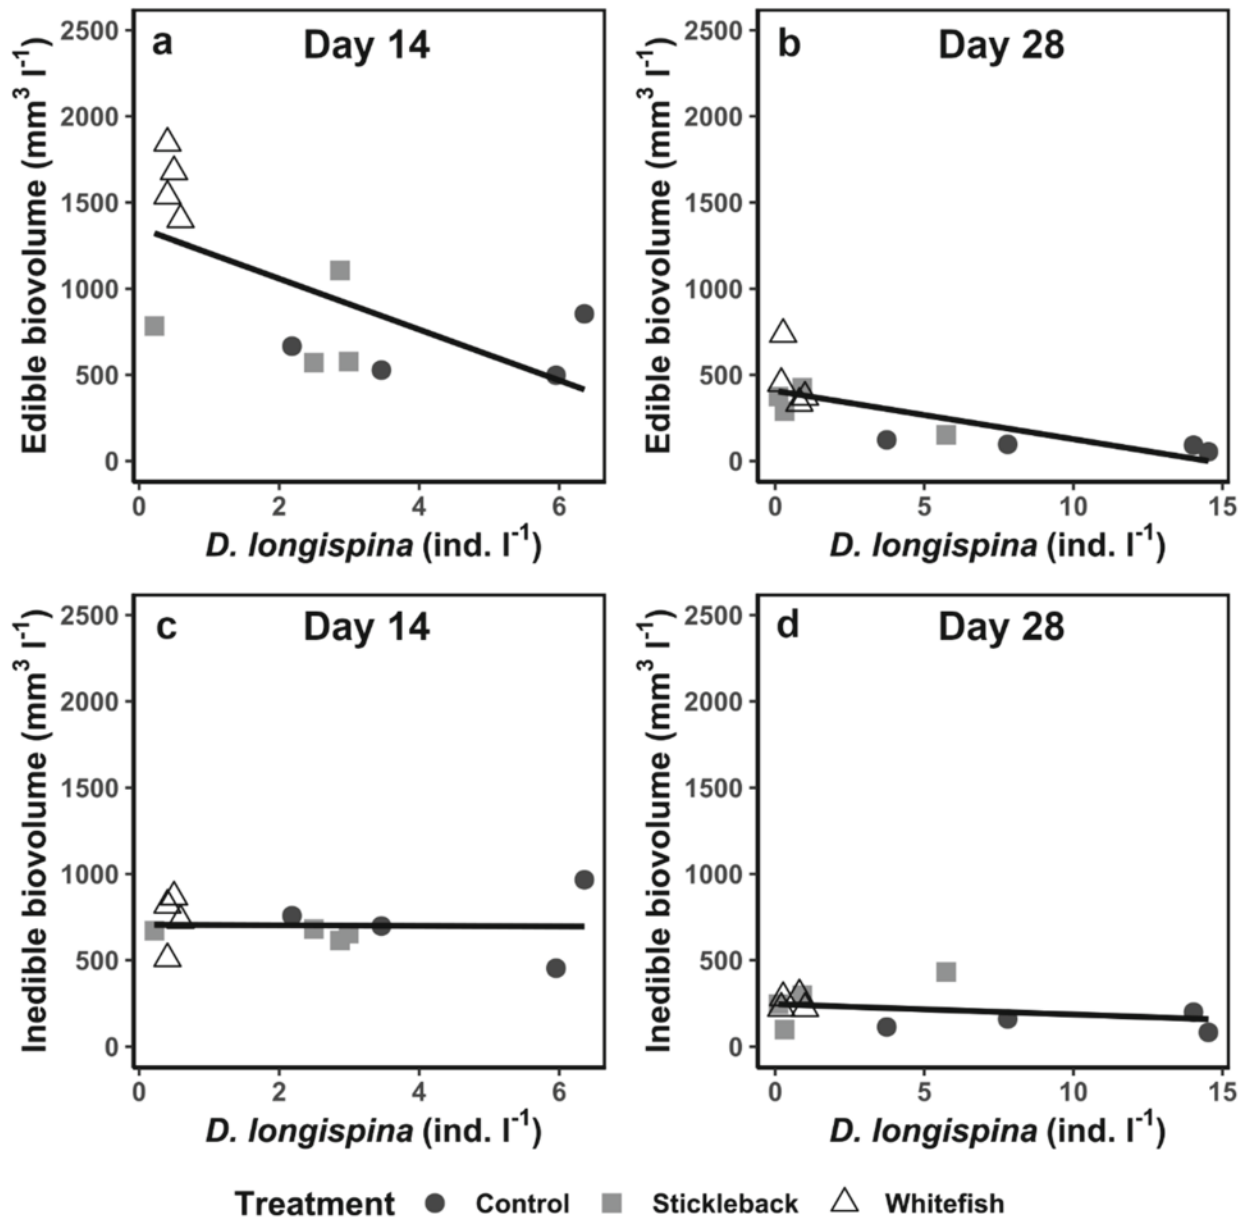 a Day 14
Edible biovolume (mm³ l⁻¹)
2500
2000
1500
1000
500
0
0 2 4 6
D. longispina (ind. l⁻¹)
b Day 28
Edible biovolume (mm³ l⁻¹)
2500
2000
1500
1000
500
0
0 5 10 15
D. longispina (ind. l⁻¹)
c Day 14
Inedible biovolume (mm³ l⁻¹)
2500
2000
1500
1000
500
0
0 2 4 6
D. longispina (ind. l⁻¹)
d Day 28
Inedible biovolume (mm³ l⁻¹)
2500
2000
1500
1000
500
0
0 5 10 15
D. longispina (ind. l⁻¹)
Treatment Control Stickleback Whitefish